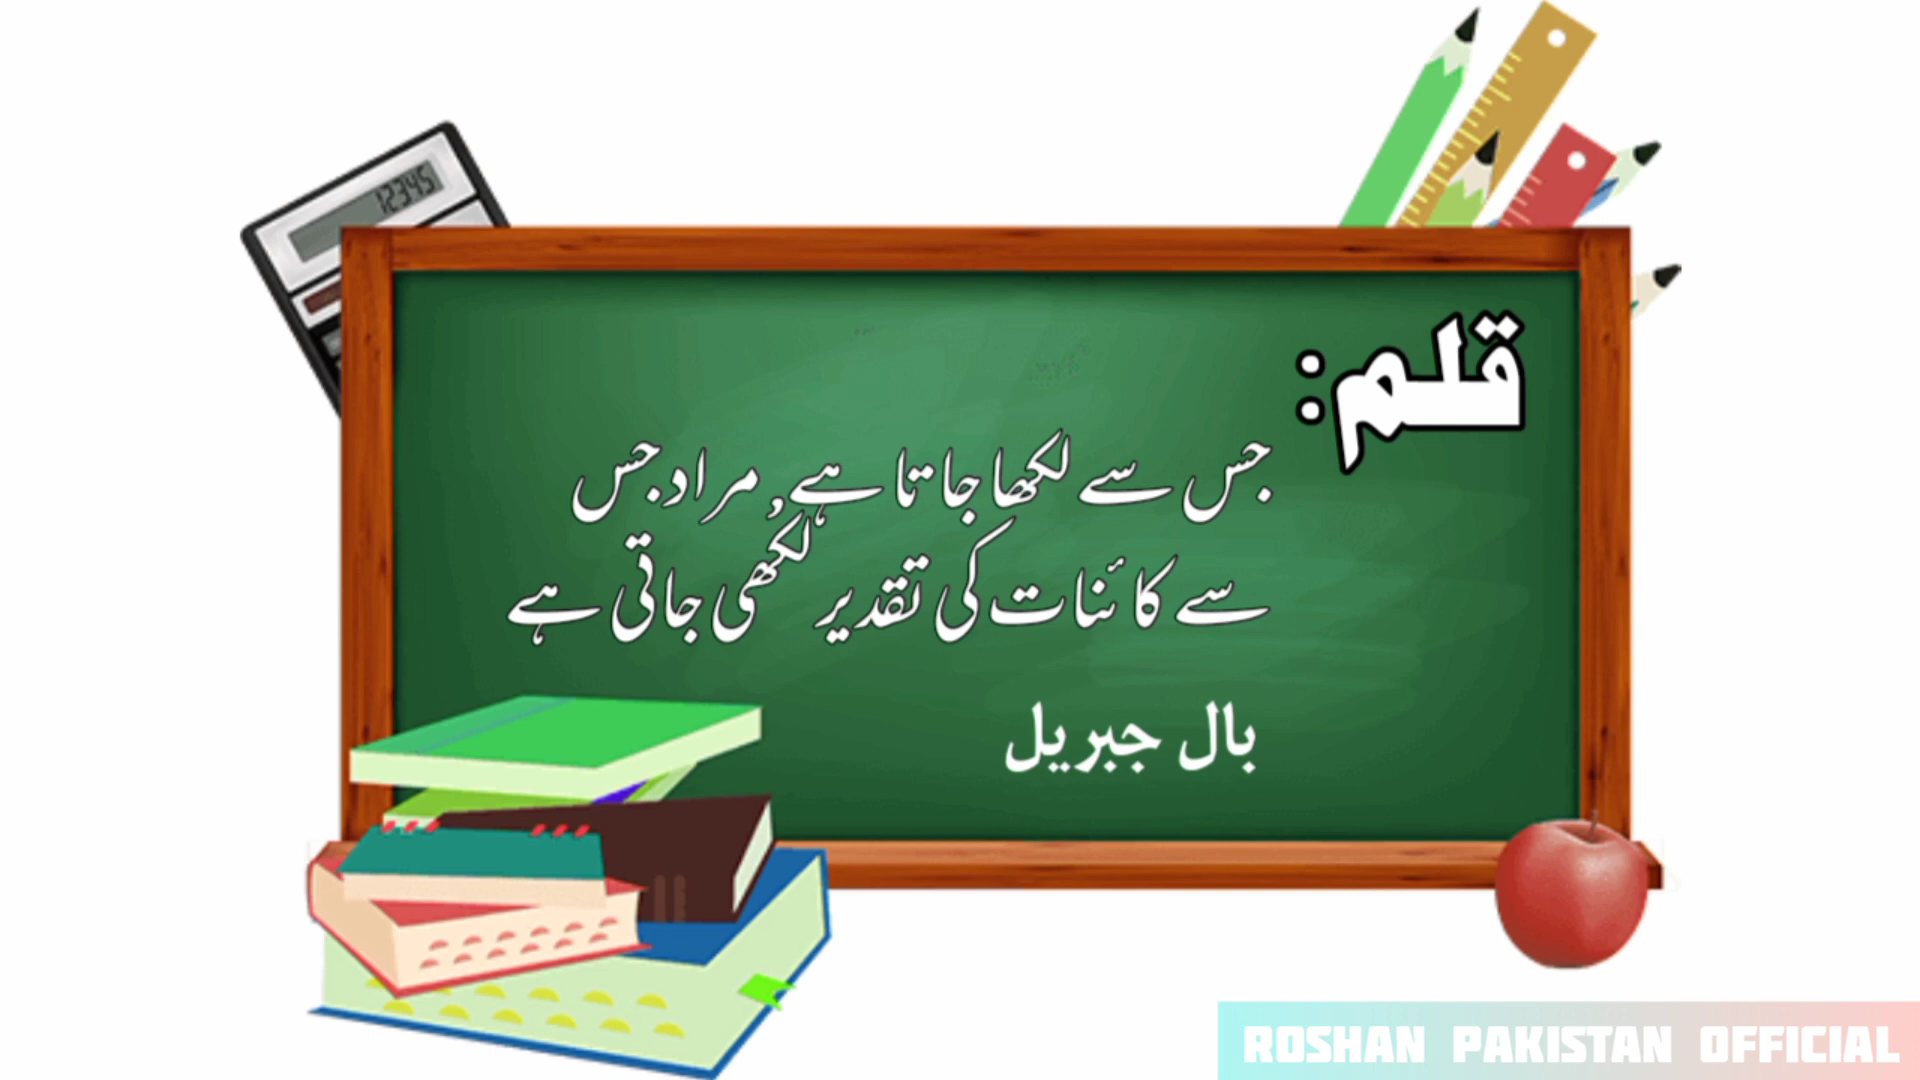 12345
قلم:
جس سے لکھا جاتا ہے, مراد جس
سے کائنات کی تقدیر لکھی جاتی ہے
بال جبریل
ROSHAN PAKISTAN OFFICIAL